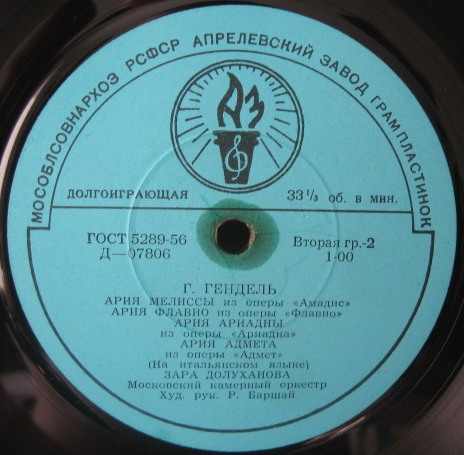 МОСОБЛСОВНАРХОЗ РСФСР АПРЕЛЕВСКИЙ ЗАВОД ГРАМПЛАСТИНОК
АЗ
ДОЛГОИГРАЮЩАЯ 33 1/3 об. в мин.
ГОСТ 5289-56 Вторая гр.-2
Д—07806 1-00
Г. ГЕНДЕЛЬ
АРИЯ МЕЛИССЫ из оперы «Амадис»
АРИЯ ФЛАВИО из оперы «Флавио»
АРИЯ АРИАДНЫ
из оперы «Ариадна»
АРИЯ АДМЕТА
из оперы «Адмет»
(На итальянском языке)
ЗАРА ДОЛУХАНОВА
Московский камерный оркестр
Худ. рук. Р. Баршай